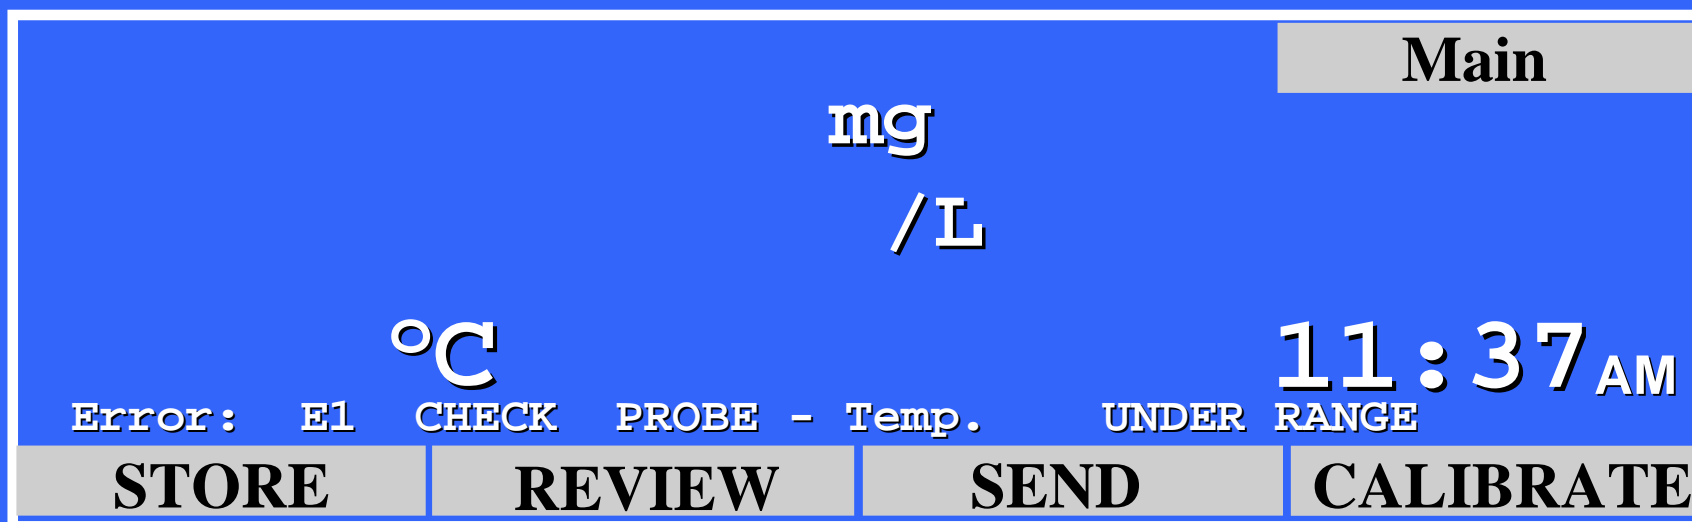 Main
mg
/L
°C
11:37AM
Error: E1 CHECK PROBE - Temp. UNDER RANGE
STORE REVIEW SEND CALIBRATE